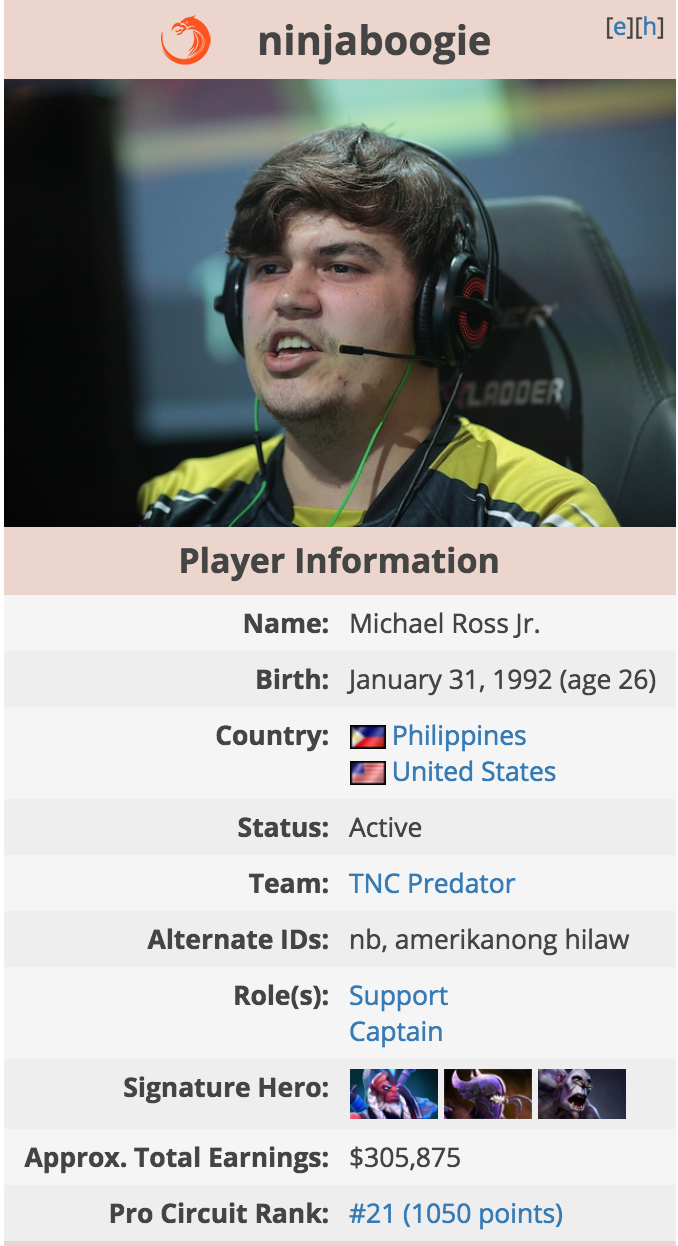 ninjaboogie
[e][h]
LADDER
Player Information
Name: Michael Ross Jr.
Birth: January 31, 1992 (age 26)
Country: Philippines
United States
Status: Active
Team: TNC Predator
Alternate IDs: nb, amerikanong hilaw
Role(s): Support
Captain
Signature Hero:
Approx. Total Earnings: $305,875
Pro Circuit Rank: #21 (1050 points)